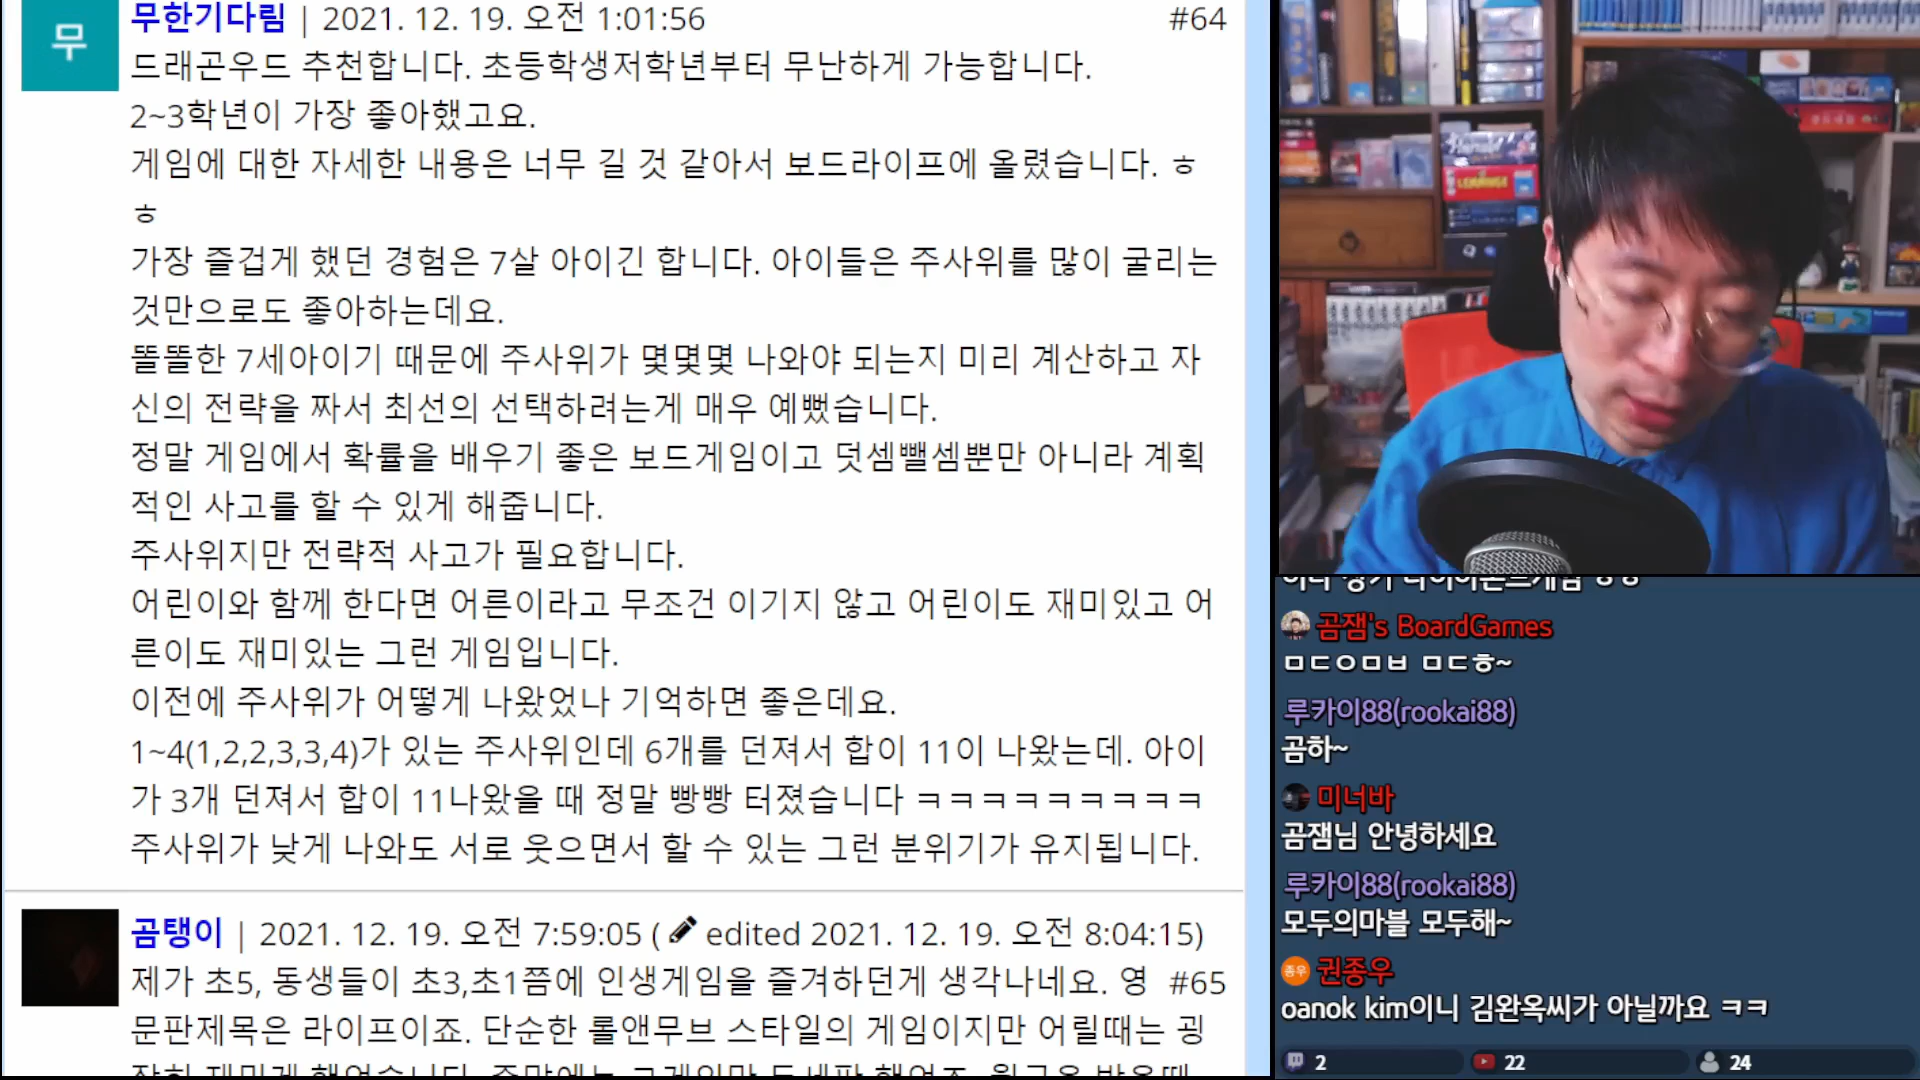 무
무한기다림 | 2021. 12. 19. 오전 1:01:56 #64
드래곤우드 추천합니다. 초등학생저학년부터 무난하게 가능합니다.
2~3학년이 가장 좋아했고요.
게임에 대한 자세한 내용은 너무 길 것 같아서 보드라이프에 올렸습니다. ㅎ
ㅎ
가장 즐겁게 했던 경험은 7살 아이긴 합니다. 아이들은 주사위를 많이 굴리는
것만으로도 좋아하는데요.
똘똘한 7세아이기 때문에 주사위가 몇몇몇 나와야 되는지 미리 계산하고 자
신의 전략을 짜서 최선의 선택하려는게 매우 예뻤습니다.
정말 게임에서 확률을 배우기 좋은 보드게임이고 덧셈뺄셈뿐만 아니라 계획
적인 사고를 할 수 있게 해줍니다.
주사위지만 전략적 사고가 필요합니다.
어린이와 함께 한다면 어른이라고 무조건 이기지 않고 어린이도 재미있고 어
른이도 재미있는 그런 게임입니다.
이전에 주사위가 어떻게 나왔었나 기억하면 좋은데요.
1~4(1,2,2,3,3,4)가 있는 주사위인데 6개를 던져서 합이 11이 나왔는데. 아이
가 3개 던져서 합이 11나왔을 때 정말 빵빵 터졌습니다 ㅋㅋㅋㅋㅋㅋㅋㅋㅋ
주사위가 낮게 나와도 서로 웃으면서 할 수 있는 그런 분위기가 유지됩니다.
곰탱이 | 2021. 12. 19. 오전 7:59:05 ( edited 2021. 12. 19. 오전 8:04:15)
제가 초5, 동생들이 초3,초1쯤에 인생게임을 즐겨하던게 생각나네요. 영 #65
문판제목은 라이프이죠. 단순한 롤앤무브 스타일의 게임이지만 어릴때는 굉
곰잼's BoardGames
ㅁㄷㅇㅁㅂ ㅁㄷㅎ~
루카이88(rookai88)
곰하~
미너바
곰잼님 안녕하세요
루카이88(rookai88)
모두의마블 모두해~
종우 권종우
oanok kim이니 김완옥씨가 아닐까요 ㅋㅋ
2 22 24